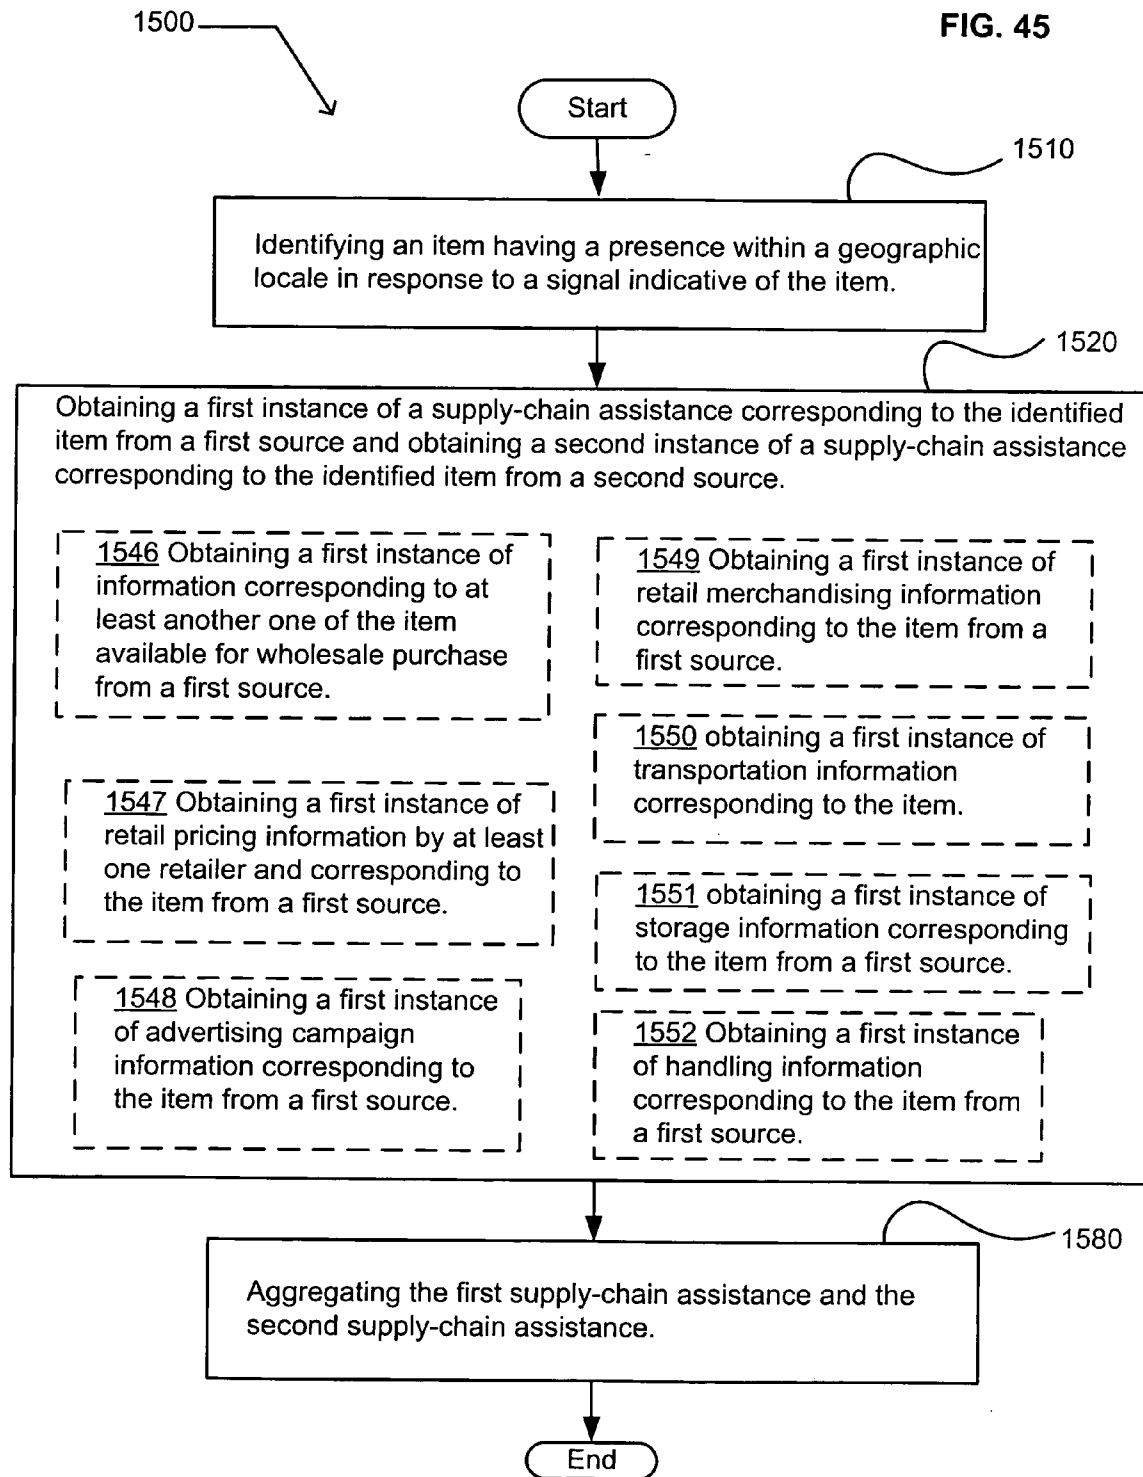 1500
FIG. 45
Start
1510
Identifying an item having a presence within a geographic
locale in response to a signal indicative of the item.
1520
Obtaining a first instance of a supply-chain assistance corresponding to the identified
item from a first source and obtaining a second instance of a supply-chain assistance
corresponding to the identified item from a second source.
1546 Obtaining a first instance of
information corresponding to at
least another one of the item
available for wholesale purchase
from a first source.
1547 Obtaining a first instance of
retail pricing information by at least
one retailer and corresponding to
the item from a first source.
1548 Obtaining a first instance
of advertising campaign
information corresponding to
the item from a first source.
1549 Obtaining a first instance of
retail merchandising information
corresponding to the item from a
first source.
1550 obtaining a first instance of
transportation information
corresponding to the item.
1551 obtaining a first instance of
storage information corresponding
to the item from a first source.
1552 Obtaining a first instance
of handling information
corresponding to the item from
a first source.
1580
Aggregating the first supply-chain assistance and the
second supply-chain assistance.
End